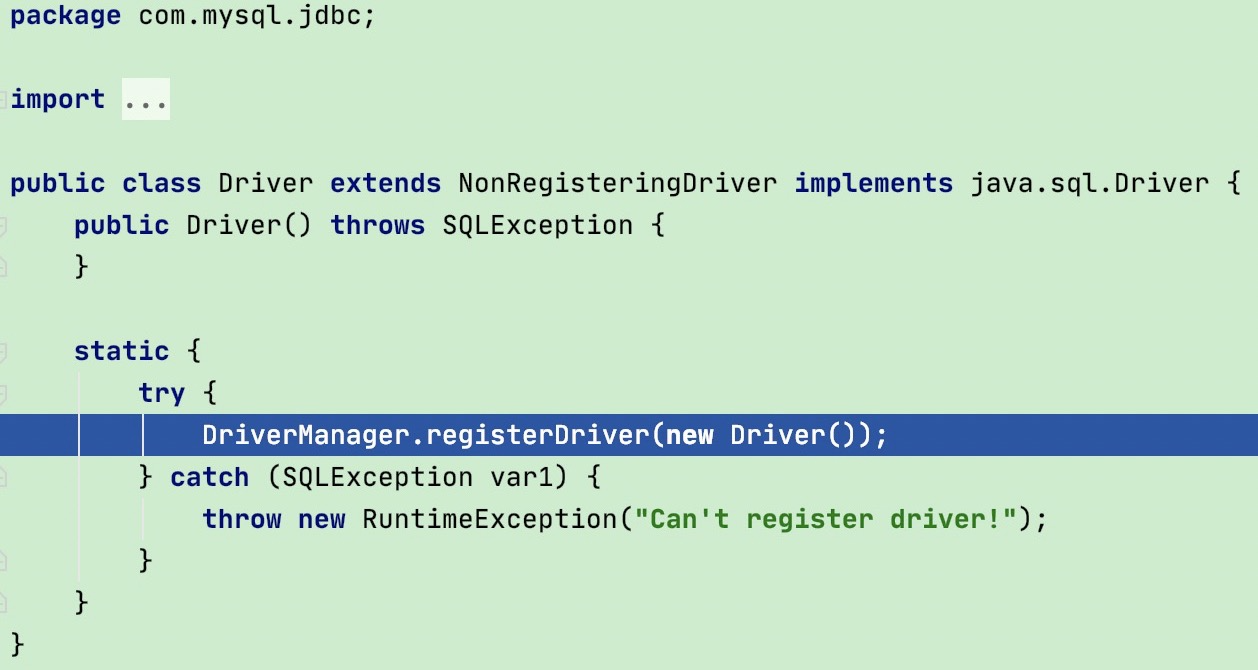 package com.mysql.jdbc;
import ...
public class Driver extends NonRegisteringDriver implements java.sql.Driver {
    public Driver() throws SQLException {
    }
    static {
        try {
            DriverManager.registerDriver(new Driver());
        } catch (SQLException var1) {
            throw new RuntimeException("Can't register driver!");
        }
    }
}